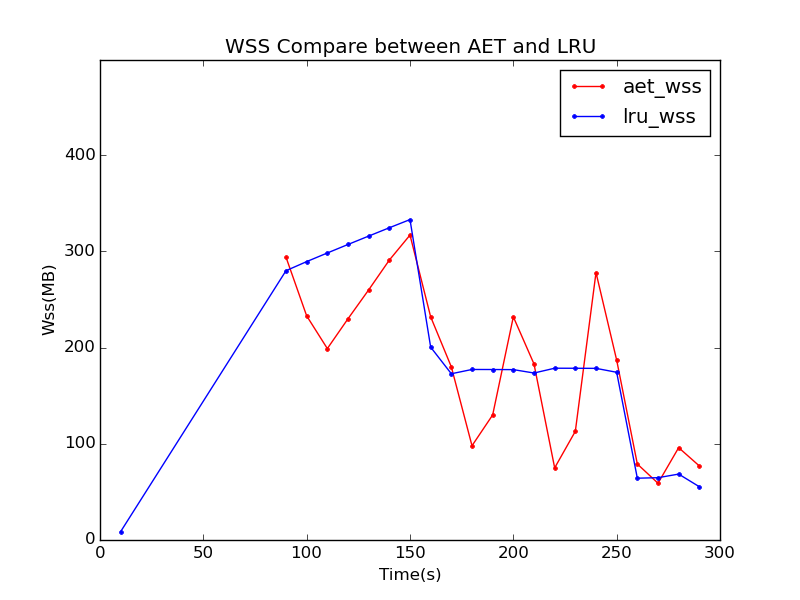 WSS Compare between AET and LRU
aet_wss
lru_wss
400
300
200
100
0
Wss(MB)
0 50 100 150 200 250 300
Time(s)